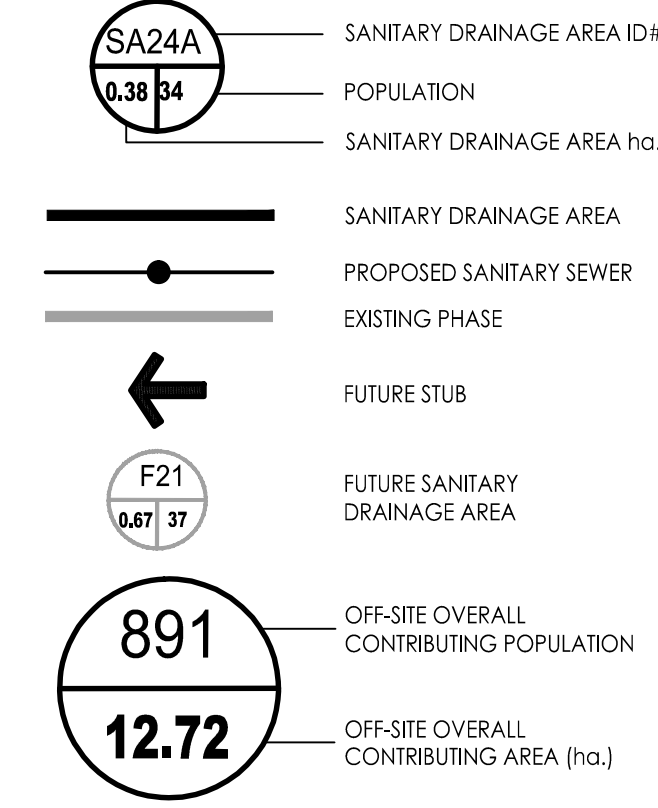 SA24A
SANITARY DRAINAGE AREA ID#
0.38 34
POPULATION
SANITARY DRAINAGE AREA ha.
SANITARY DRAINAGE AREA
PROPOSED SANITARY SEWER
EXISTING PHASE
FUTURE STUB
F21
0.67 37
FUTURE SANITARY
DRAINAGE AREA
891
OFF-SITE OVERALL
CONTRIBUTING POPULATION
12.72
OFF-SITE OVERALL
CONTRIBUTING AREA (ha.)